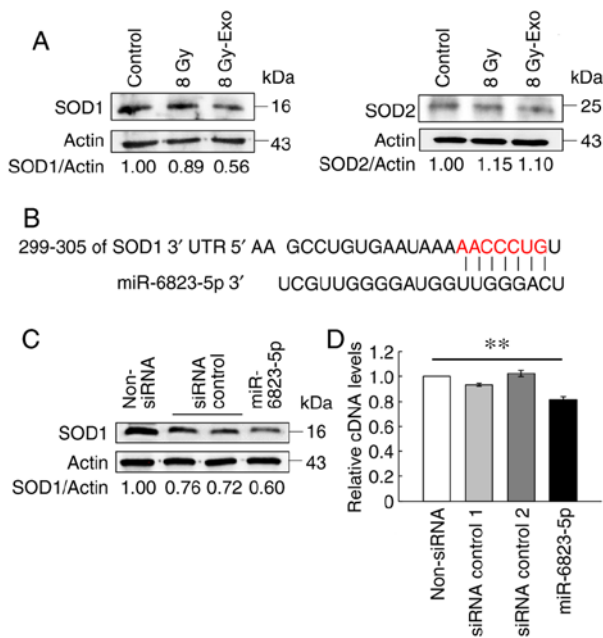 A
Control
8 Gy
8 Gy-Exo
kDa
SOD1
16
Actin
43
SOD1/Actin 1.00 0.89 0.56
Control
8 Gy
8 Gy-Exo
kDa
SOD2
25
Actin
43
SOD2/Actin 1.00 1.15 1.10
B
299-305 of SOD1 3′ UTR 5′ AA GCCUGUGAAUAAAAACCCUGU
miR-6823-5p 3′ UCGUUGGGGAUGGUUGGGACU
C
Non-
siRNA
siRNA
control
miR-
6823-5p
kDa
SOD1
16
Actin
43
SOD1/Actin 1.00 0.76 0.72 0.60
D
**
Relative cDNA levels
1.2
1.0
0.8
0.6
0.4
0.2
0
Non-siRNA
siRNA control 1
siRNA control 2
miR-6823-5p